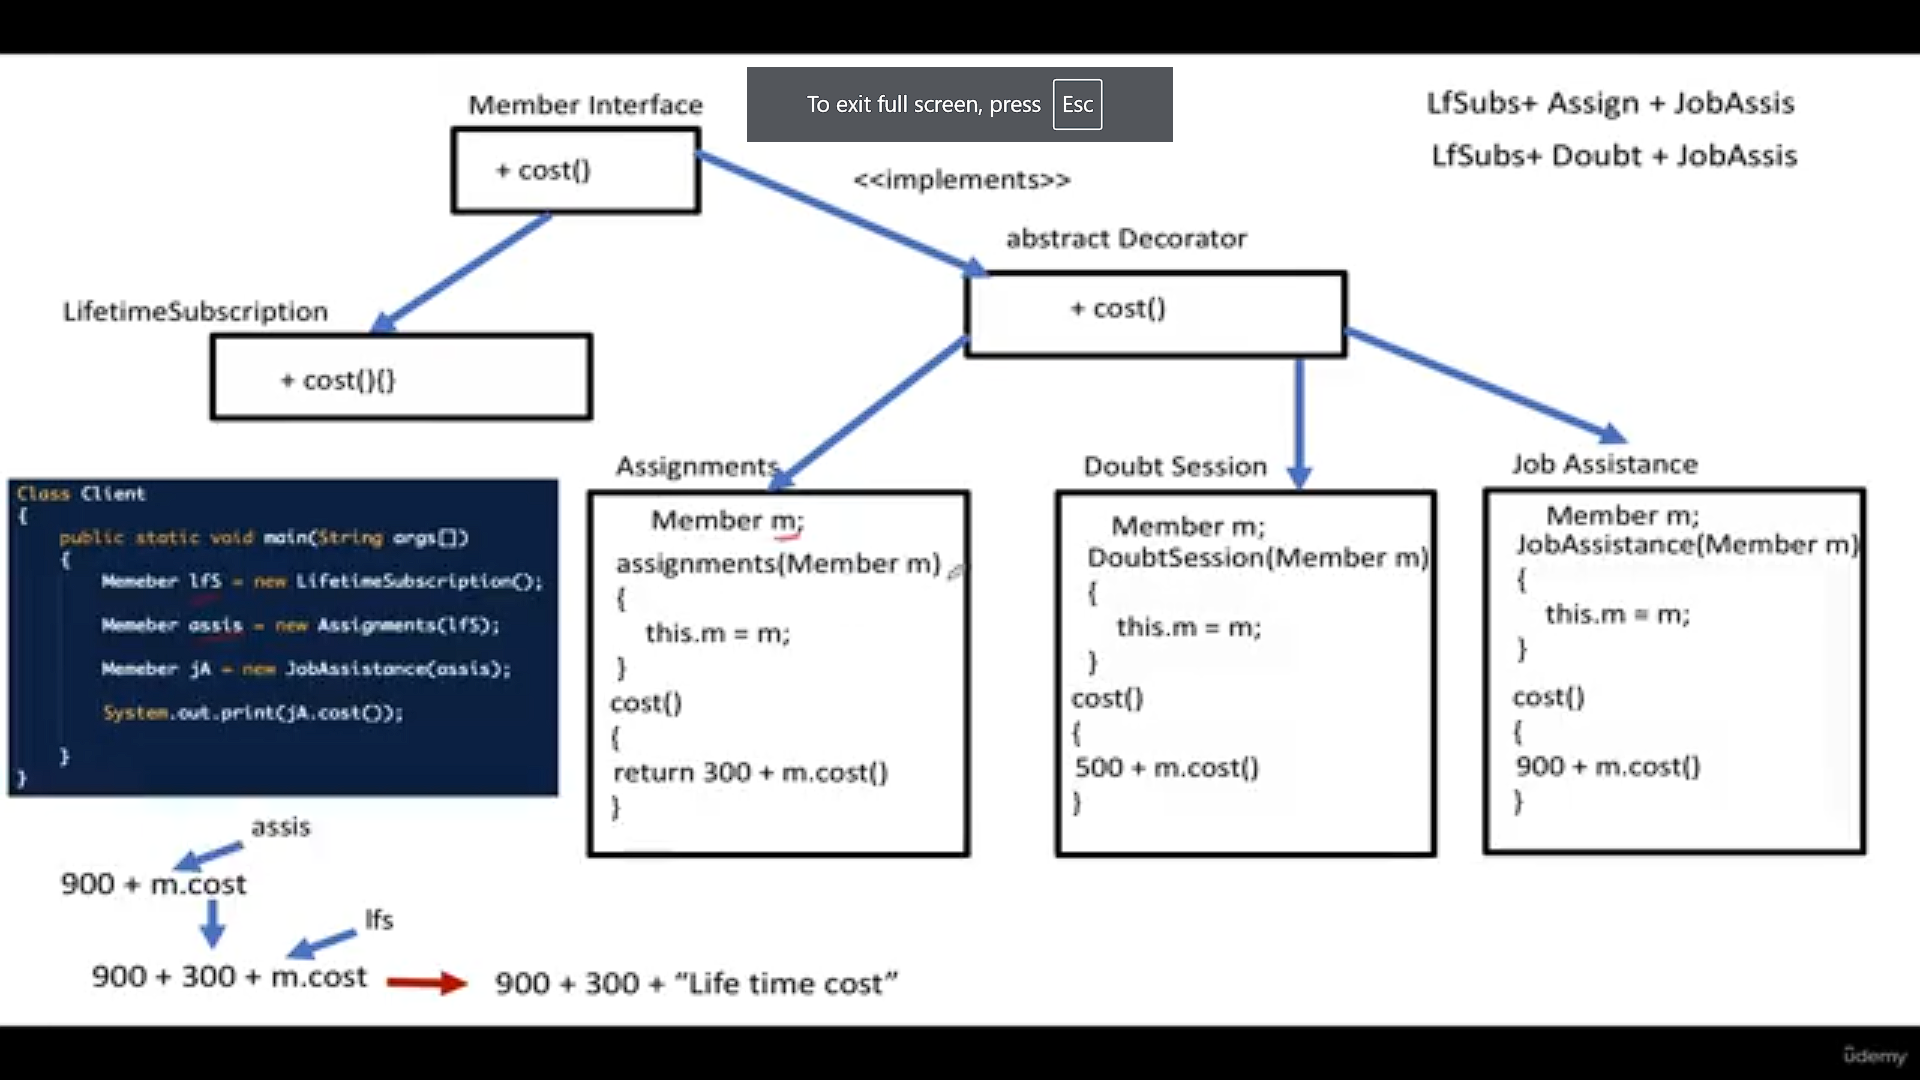 To exit full screen, press Esc
Member Interface
+ cost()
<<implements>>
LfSubs+ Assign + JobAssis
LfSubs+ Doubt + JobAssis
abstract Decorator
+ cost()
LifetimeSubscription
+ cost(){}
Class Client
{
public static void main(String args[])
{
Memeber lfS = new LifetimeSubscription();
Memeber assis = new Assignments(lfS);
Memeber jA = new JobAssistance(assis);
System.out.print(jA.cost());
}
}
Assignments
Member m;
assignments(Member m)
{
this.m = m;
}
cost()
{
return 300 + m.cost()
}
Doubt Session
Member m;
DoubtSession(Member m)
{
this.m = m;
}
cost()
{
500 + m.cost()
}
Job Assistance
Member m;
JobAssistance(Member m)
{
this.m = m;
}
cost()
{
900 + m.cost()
}
assis
900 + m.cost
lfs
900 + 300 + m.cost
900 + 300 + “Life time cost”
ûdemy